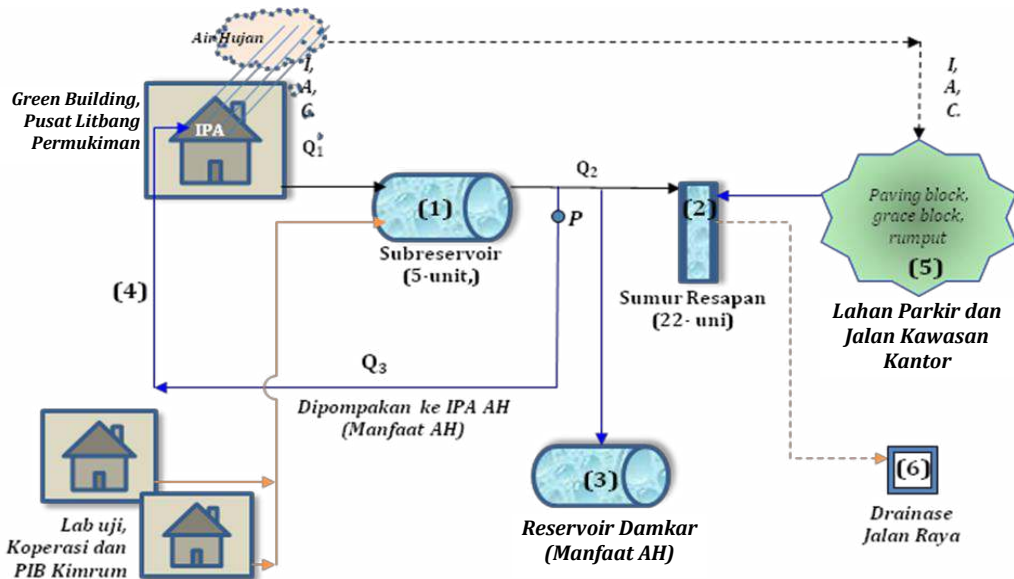 Air Hujan
I,
A,
C.
Green Building,
Pusat Litbang
Permukiman
IPA
Q1
I,
A,
C.
(1)
Subreservoir
(5-unit,)
Q2
P
(2)
Sumur Resapan
(22- uni)
Paving block,
grace block,
rumput
(5)
Lahan Parkir dan
Jalan Kawasan
Kantor
(4)
Q3
Dipompakan ke IPA AH
(Manfaat AH)
(3)
Reservoir Damkar
(Manfaat AH)
(6)
Drainase
Jalan Raya
Lab uji,
Koperasi dan
PIB Kimrum